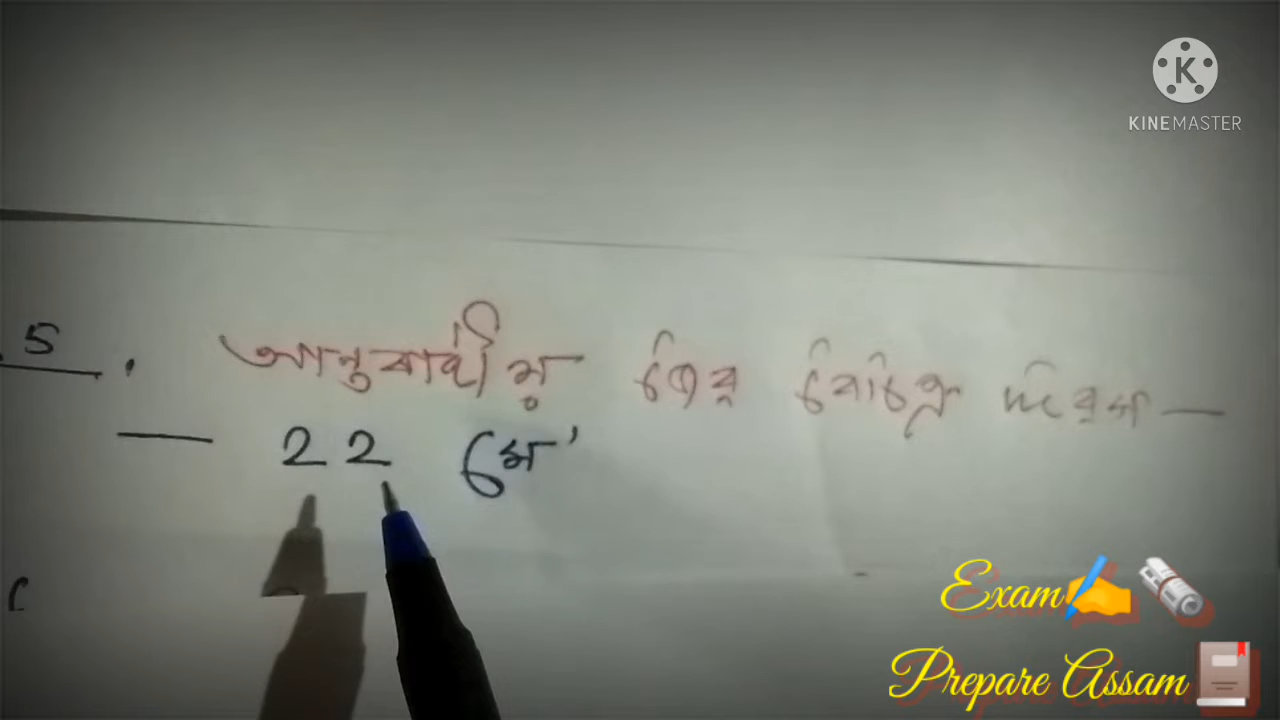 KINEMASTER
5. আন্তৰ্জাতীয় জৈৱ বৈচিত্ৰ্য দিৱস —
— 22 মে'
Exam
Prepare Assam